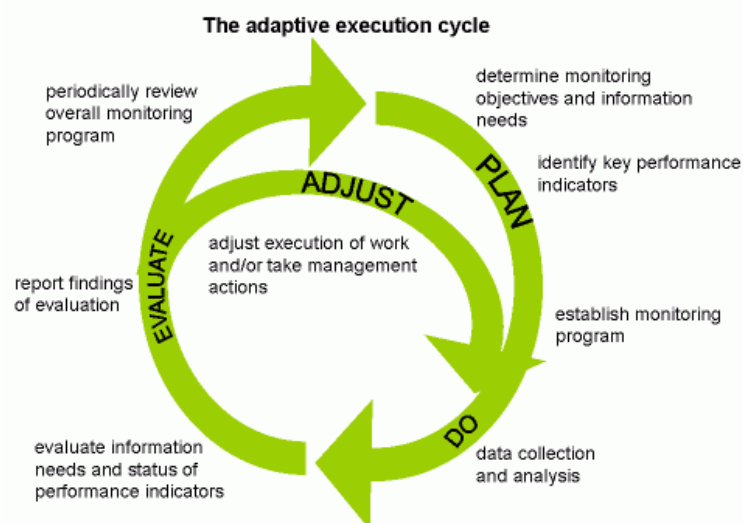 The adaptive execution cycle
periodically review
overall monitoring
program
determine monitoring
objectives and information
needs
identify key performance
indicators
PLAN
ADJUST
adjust execution of work
and/or take management
actions
EVALUATE
report findings
of evaluation
establish monitoring
program
DO
data collection
and analysis
evaluate information
needs and status of
performance indicators